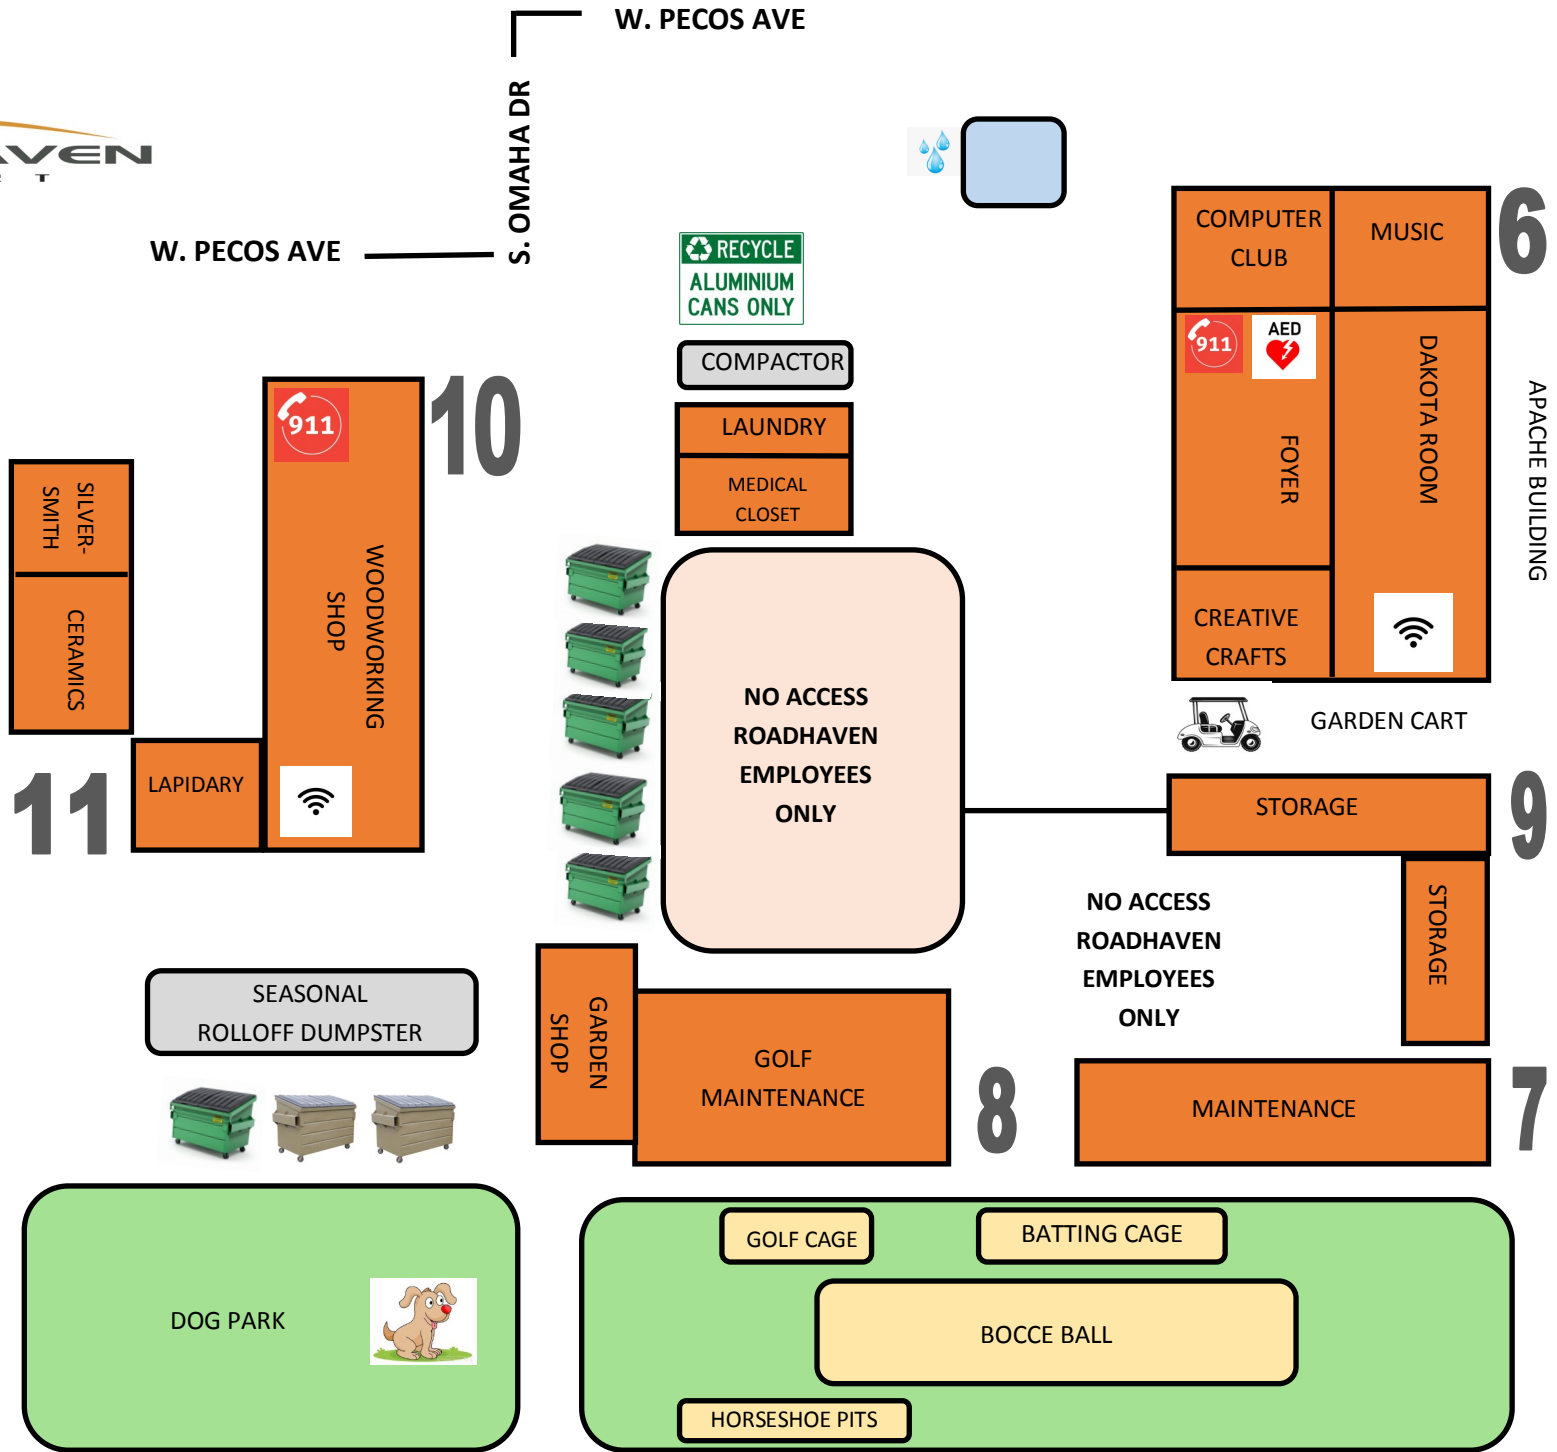 W. PECOS AVE
S. OMAHA DR
W. PECOS AVE
AVEN
RECYCLE
ALUMINIUM
CANS ONLY
COMPACTOR
LAUNDRY
MEDICAL
CLOSET
COMPUTER
CLUB
MUSIC
6
911
AED
FOYER
DAKOTA ROOM
APACHE BUILDING
CREATIVE
CRAFTS
GARDEN CART
10
911
WOODWORKING
SHOP
SILVER-
SMITH
CERAMICS
LAPIDARY
11
NO ACCESS
ROADHAVEN
EMPLOYEES
ONLY
STORAGE
9
STORAGE
NO ACCESS
ROADHAVEN
EMPLOYEES
ONLY
SEASONAL
ROLLOFF DUMPSTER
GARDEN
SHOP
GOLF
MAINTENANCE
8
MAINTENANCE
7
DOG PARK
GOLF CAGE
BATTING CAGE
BOCCE BALL
HORSESHOE PITS